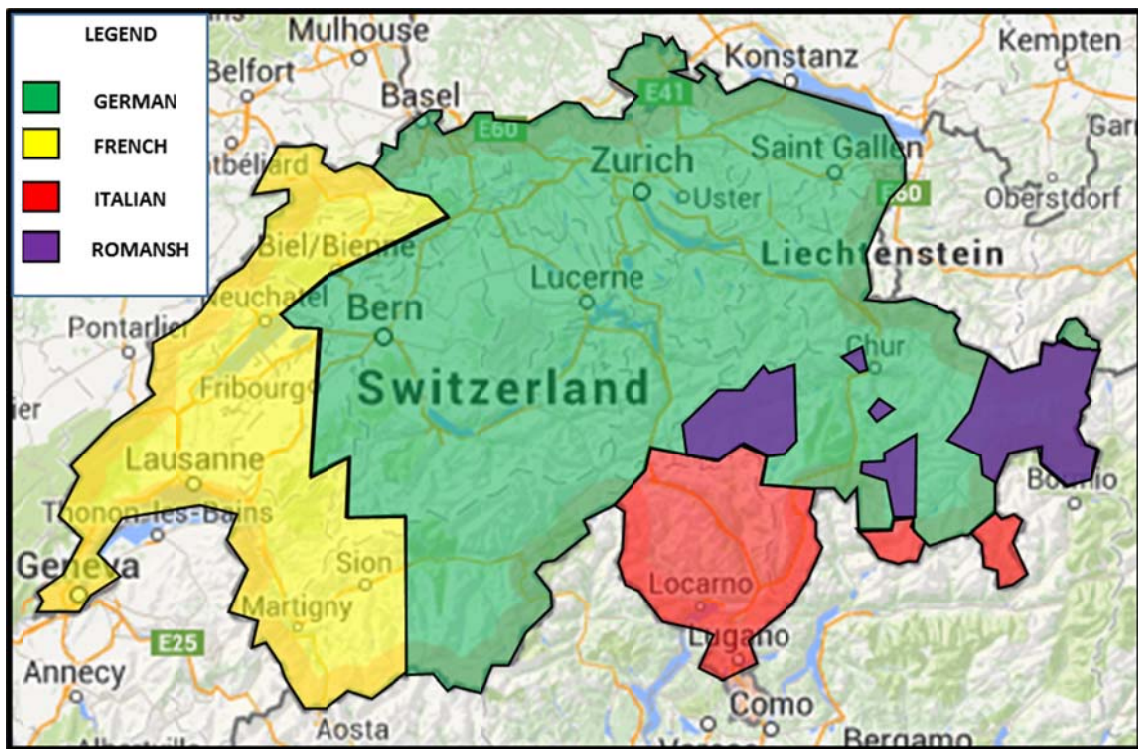 LEGEND
GERMAN
FRENCH
ITALIAN
ROMANSH
Mulhouse
Konstanz
Kempten
Belfort
Basel
E41
E60
Zurich
Saint Gallen
Uster
E60
Oberstdorf
Biel/Bienne
Liechtenstein
Lucerne
Neuchatel
Bern
Pontarlier
Chur
Fribourg
Switzerland
Lausanne
Thonon-les-Bains
Geneva
Sion
Locarno
Martigny
E25
Lugano
Annecy
Como
Aosta
Bergamo